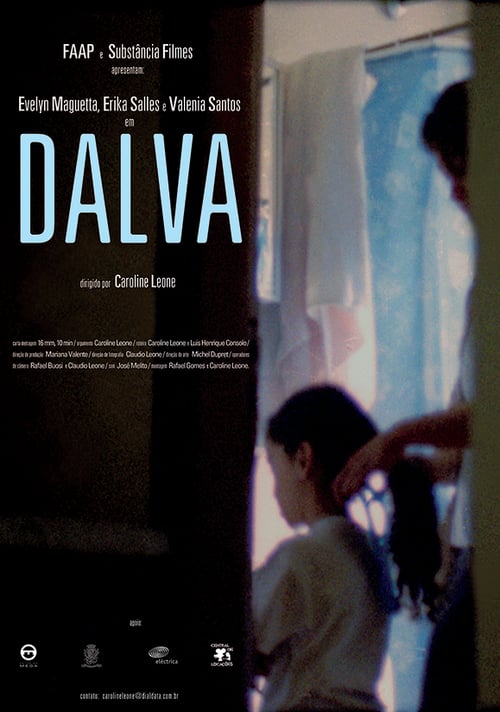 FAAP e Substância Filmes
apresentam:
Evelyn Maguetta, Erika Salles e Valenia Santos
em
DALVA
dirigido por Caroline Leone
curta-metragem 16 mm, 10 min / argumento Caroline Leone / roteiro Caroline Leone e Luis Henrique Consolo /
direção de produção Mariana Valente / direção de fotografia Claudio Leone / direção de arte Michel Dupret / operadores
de câmera Rafael Buosi e Claudio Leone / som José Melito / montagem Rafael Gomes e Caroline Leone.
apoio:
MEGA
eléctrica
CENTRAL DE
LOCAÇÕES
contato: carolineleone@dialdata.com.br